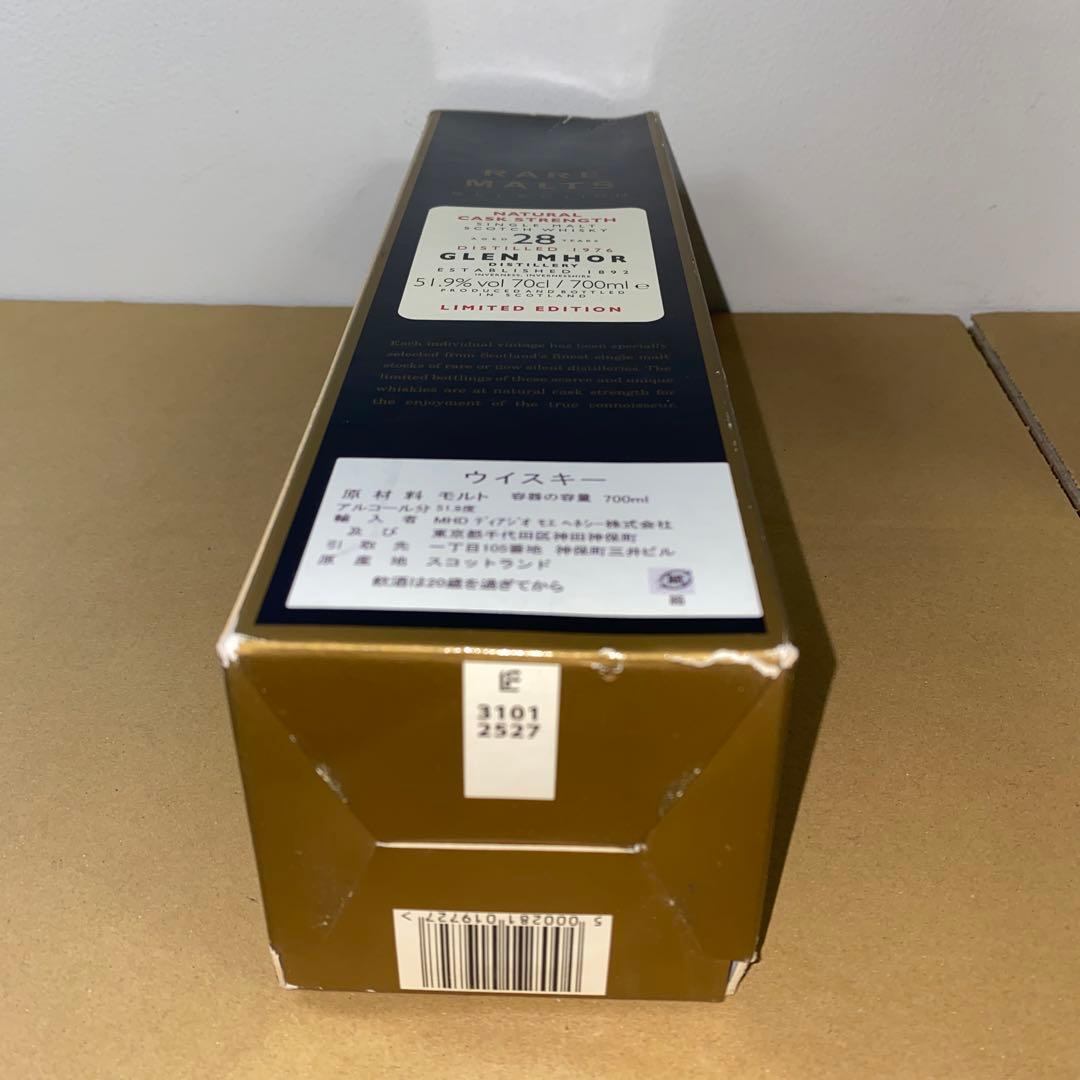 RARE
MALTS
SELECTION
NATURAL
CASK STRENGTH
SINGLE MALT
SCOTCH WHISKY
AGED 28 YEARS
DISTILLED 1976
GLEN MHOR
DISTILLERY
ESTABLISHED 1892
INVERNESS, INVERNESSSHIRE
51.9% vol 70cl / 700ml e
PRODUCED AND BOTTLED
IN SCOTLAND
LIMITED EDITION
Each individual vintage has been specially
selected from Scotland's finest single malt
stocks of rare or now silent distilleries. The
limited bottlings of these scarce and unique
whiskies are at natural cask strength for
the enjoyment of the true connoisseur.
ウイスキー
原材料 モルト 容器の容量 700ml
アルコール分 51.9度
輸入者 MHD ディアジオ モエ ヘネシー株式会社
及び 東京都千代田区神田神保町
引取先 一丁目105番地 神保町三井ビル
原産地 スコットランド
飲酒は20歳を過ぎてから
紙
3101
2527
5 000281 019727 >